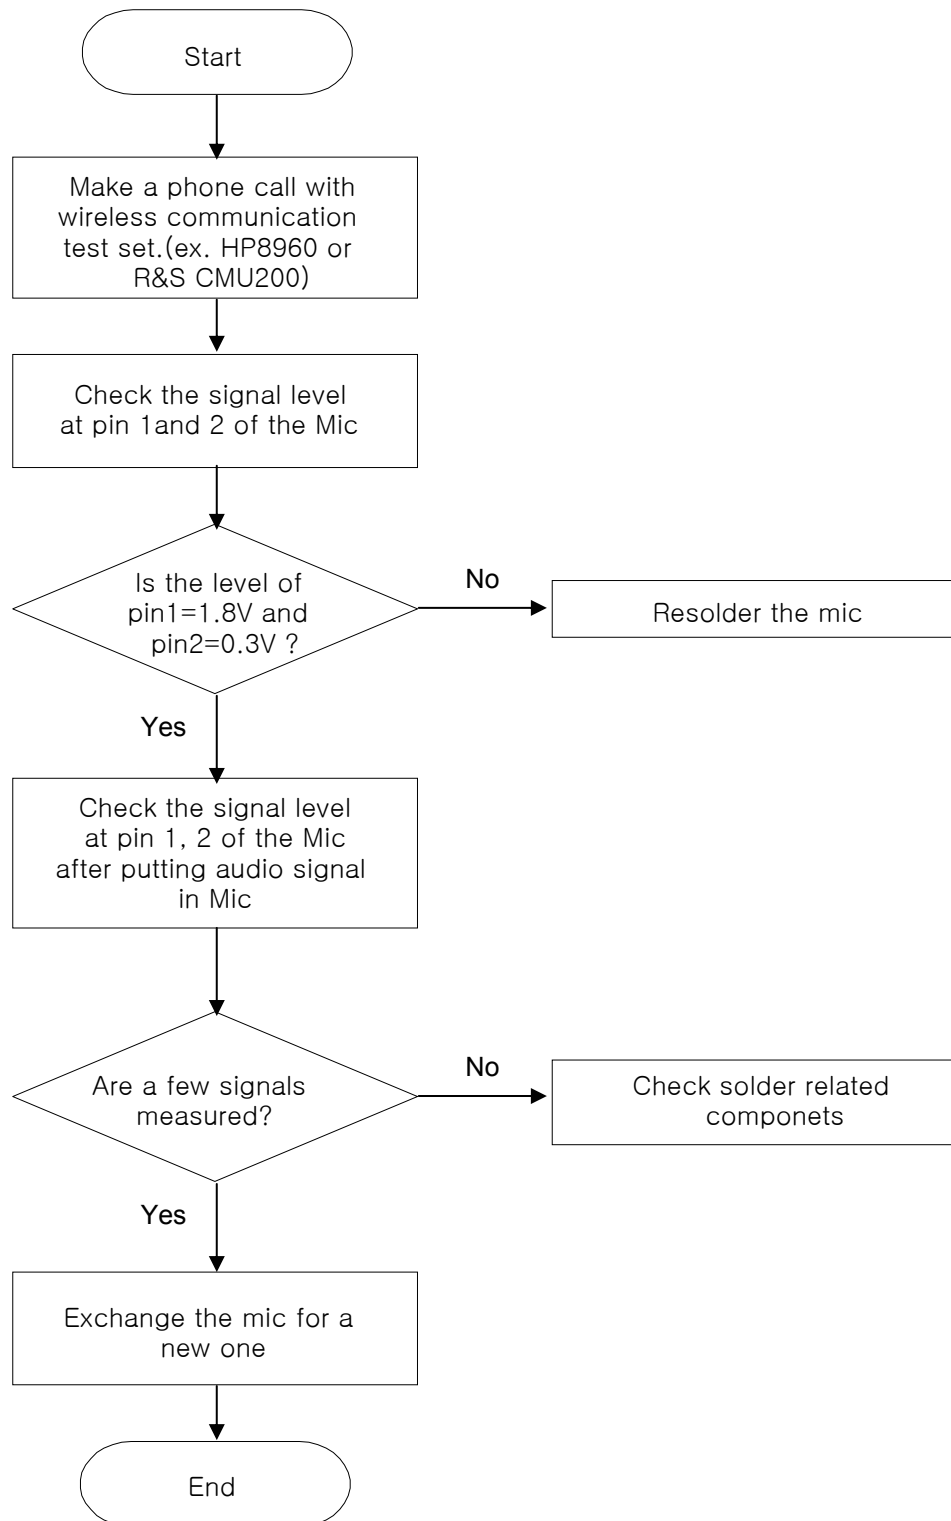 Start
Make a phone call with
wireless communication
test set.(ex. HP8960 or
R&S CMU200)
Check the signal level
at pin 1and 2 of the Mic
Is the level of
pin1=1.8V and
pin2=0.3V ?
No
Resolder the mic
Yes
Check the signal level
at pin 1, 2 of the Mic
after putting audio signal
in Mic
Are a few signals
measured?
No
Check solder related
componets
Yes
Exchange the mic for a
new one
End